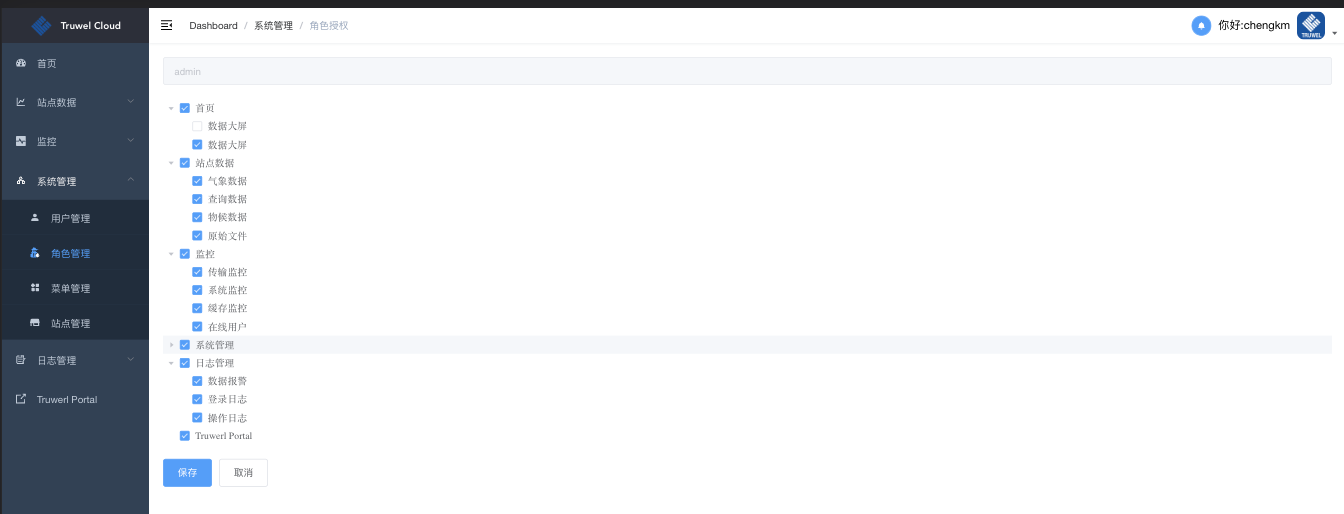 Truwel Cloud
Dashboard / 系统管理 / 角色授权
你好:chengkm
TRUWEL
首页
站点数据
监控
系统管理
用户管理
角色管理
菜单管理
站点管理
日志管理
Truwerl Portal
admin
首页
数据大屏
数据大屏
站点数据
气象数据
查询数据
物候数据
原始文件
监控
传输监控
系统监控
缓存监控
在线用户
系统管理
日志管理
数据报警
登录日志
操作日志
Truwerl Portal
保存
取消